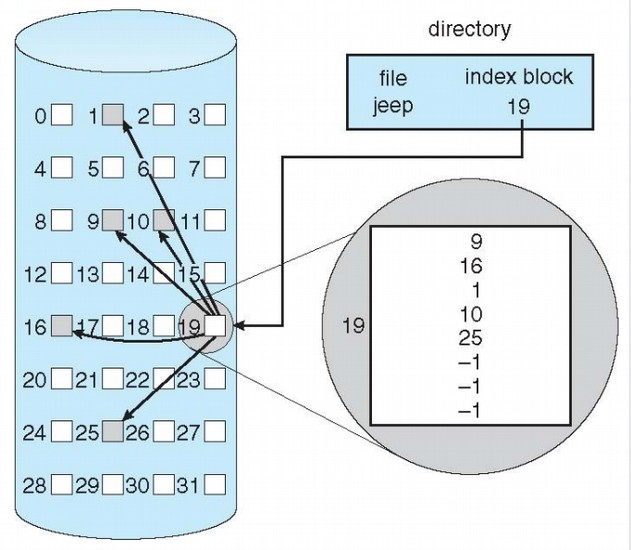 directory
file index block
jeep 19
0 1 2 3
4 5 6 7
8 9 10 11
12 13 14 15
16 17 18 19
20 21 22 23
24 25 26 27
28 29 30 31
19
9
16
1
10
25
–1
–1
–1